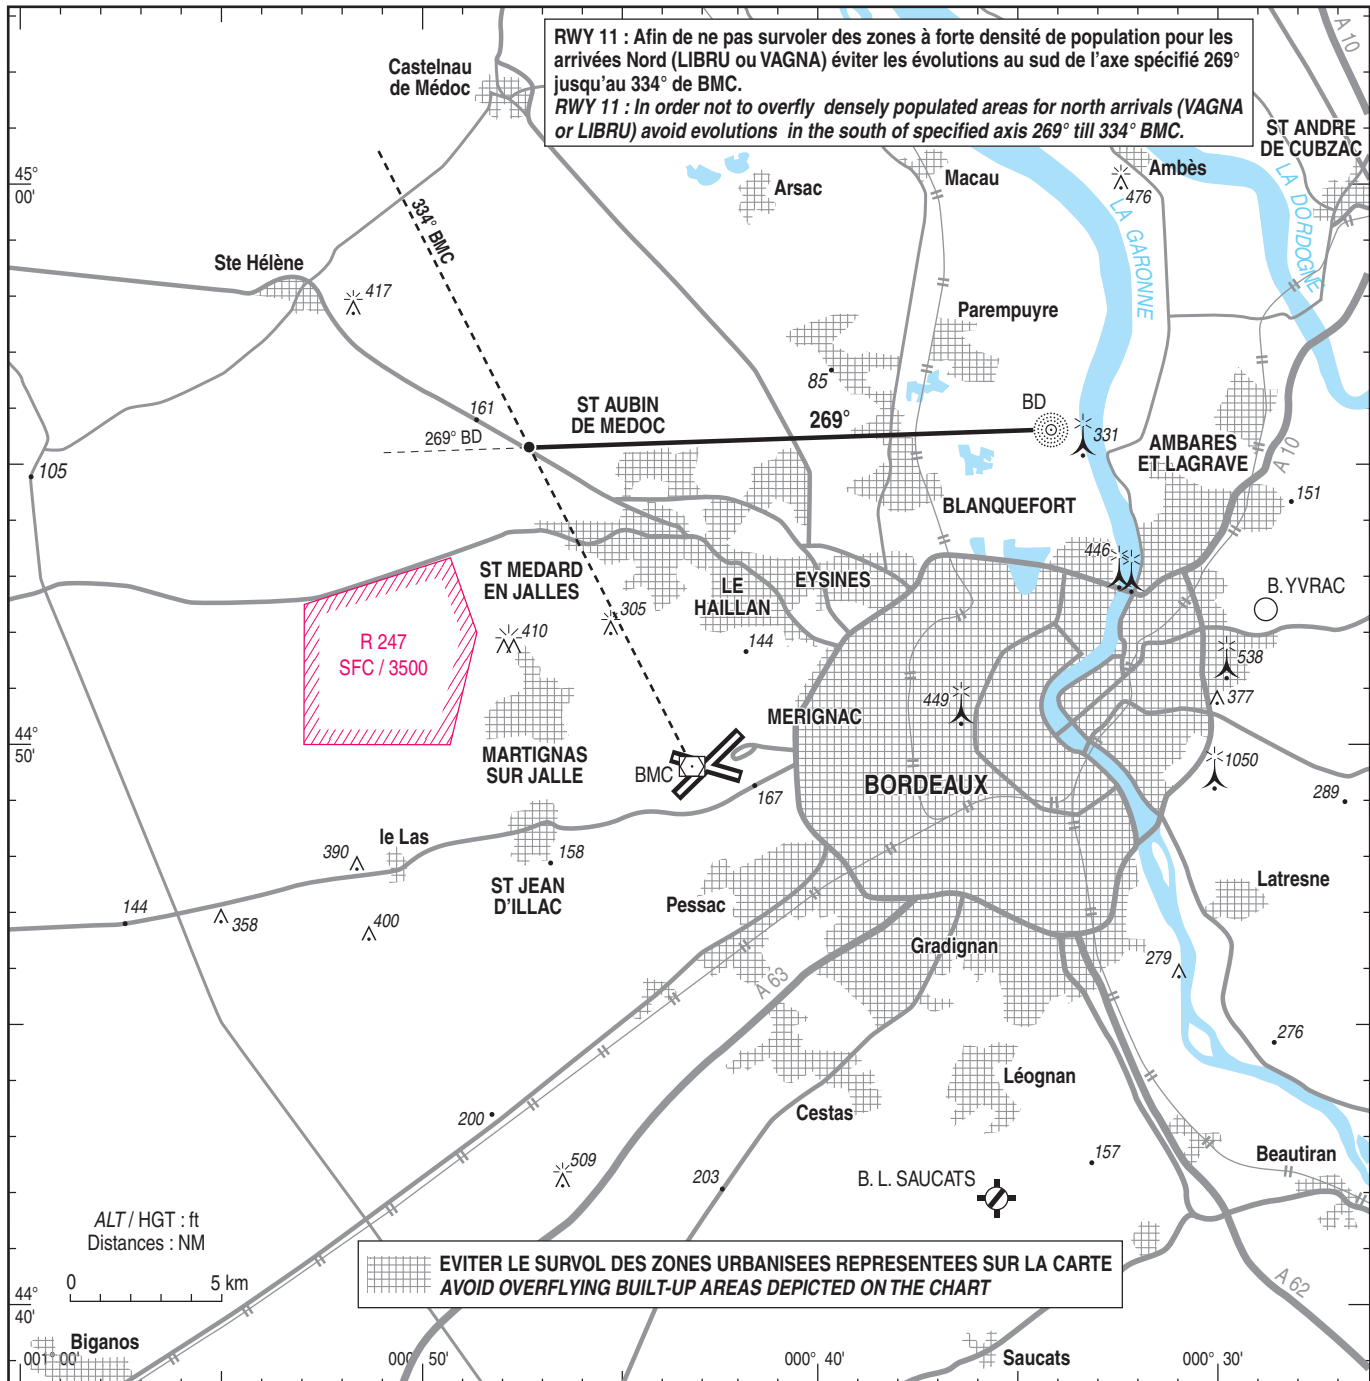 RWY 11 : Afin de ne pas survoler des zones à forte densité de population pour les
arrivées Nord (LIBRU ou VAGNA) éviter les évolutions au sud de l'axe spécifié 269°
jusqu'au 334° de BMC.
RWY 11 : In order not to overfly densely populated areas for north arrivals (VAGNA
or LIBRU) avoid evolutions in the south of specified axis 269° till 334° BMC.
A 10
Castelnau
de Médoc
ST ANDRE
DE CUBZAC
45°
00'
Arsac
Macau
Ambès
476
LA GARONNE
LA DORDOGNE
334° BMC
Ste Hélène
417
Parempuyre
85
161
ST AUBIN
DE MEDOC
269°
BD
331
269° BD
AMBARES
ET LAGRAVE
A 10
105
BLANQUEFORT
151
446
ST MEDARD
EN JALLES
LE
HAILLAN
EYSINES
B. YVRAC
305
R 247
SFC / 3500
410
144
538
377
449
MERIGNAC
44°
50'
MARTIGNAS
SUR JALLE
BMC
BORDEAUX
1050
167
289
le Las
390
158
ST JEAN
D'ILLAC
Latresne
144
358
400
Pessac
Gradignan
279
A 63
276
Léognan
200
Cestas
157
Beautiran
509
203
B. L. SAUCATS
ALT / HGT : ft
Distances : NM
0
5 km
EVITER LE SURVOL DES ZONES URBANISEES REPRESENTEES SUR LA CARTE
AVOID OVERFLYING BUILT-UP AREAS DEPICTED ON THE CHART
A 62
44°
40'
Biganos
001° 00'
000° 50'
000° 40'
Saucats
000° 30'